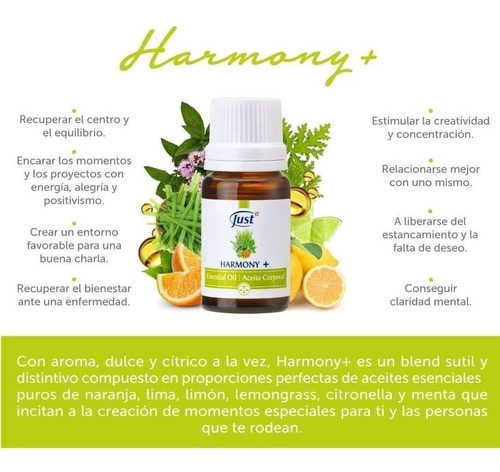 Harmony+
Recuperar el centro y
el equilibrio.
Encarar los momentos
y los proyectos con
energía, alegría y
positivismo.
Crear un entorno
favorable para una
buena charla.
Recuperar el bienestar
ante una enfermedad.
Just
HARMONY +
Essential Oil | Aceite Corporal
Estimular la creatividad
y concentración.
Relacionarse mejor
con uno mismo.
A liberarse del
estancamiento y la
falta de deseo.
Conseguir
claridad mental.
Con aroma, dulce y cítrico a la vez, Harmony+ es un blend sutil y
distintivo compuesto en proporciones perfectas de aceites esenciales
puros de naranja, lima, limón, lemongrass, citronella y menta que
incitan a la creación de momentos especiales para ti y las personas
que te rodean.